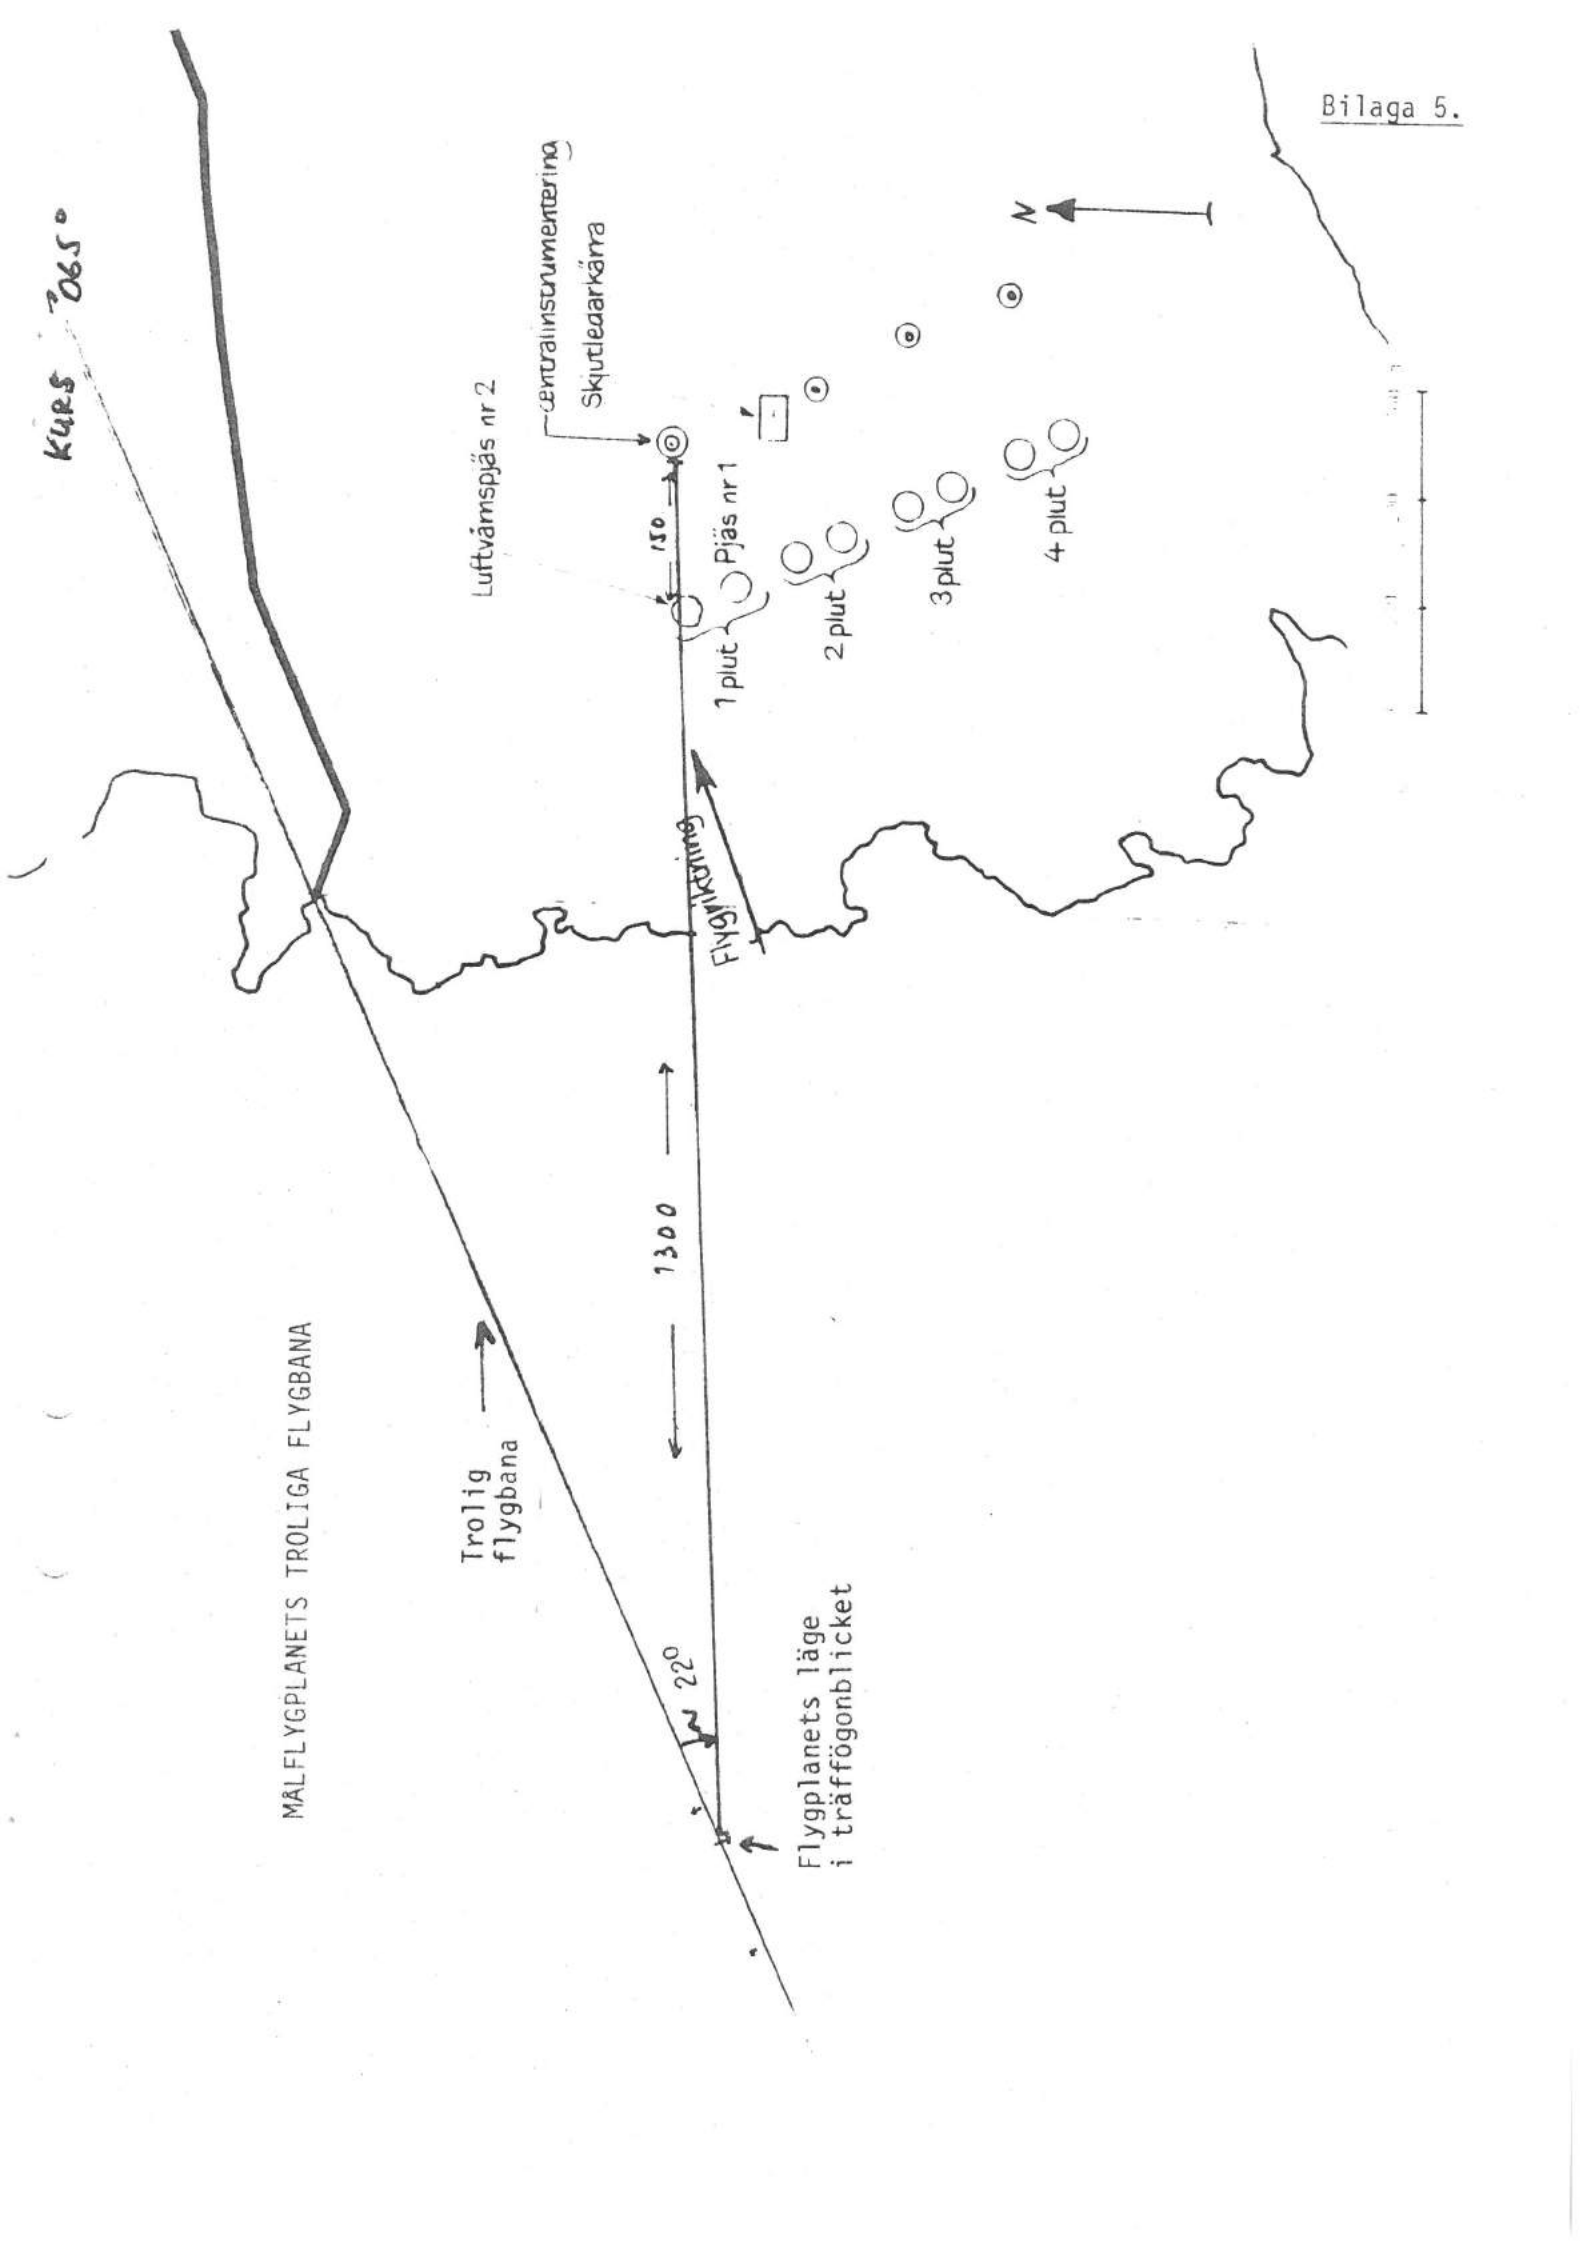 Bilaga 5.
MÅLFLYGPLANETS TROLIGA FLYGBANA
KURS ~065°
Trolig
flygbana
Luftvärnspjäs nr 2
centralinstrumentering
Skjutledarkärra
N
150
Pjäs nr 1
1 plut
2 plut
3 plut
4 plut
Flygriktning
1300
~ 22°
Flygplanets läge
i träffögonblicket